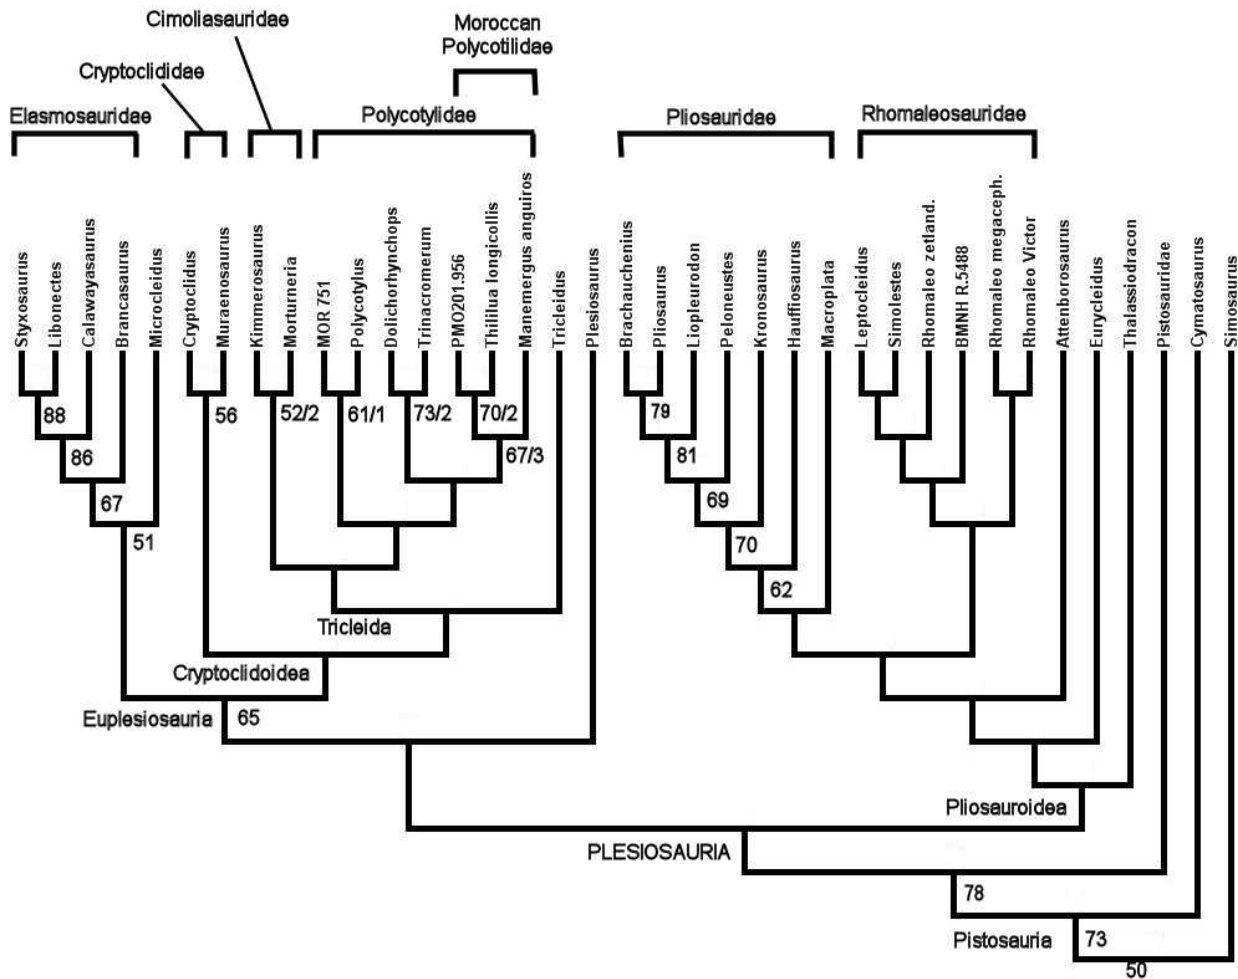 Cimoliasauridae
Moroccan
Polycotilidae
Cryptoclididae
Elasmosauridae
Polycotylidae
Pliosauridae
Rhomaleosauridae
Styxosaurus
Libonectes
Calawayasaurus
Brancasaurus
Microcleidus
Cryptoclidus
Muraenosaurus
Kimmerosaurus
Morturneria
MOR 751
Polycotylus
Dolichorhynchops
Trinacromerum
PMO201.956
Thililua longicollis
Manemergus anguiros
Tricleidus
Plesiosaurus
Brachauchenius
Pliosaurus
Liopleurodon
Peloneustes
Kronosaurus
Hauffiosaurus
Macroplata
Leptocleidus
Simolestes
Rhomaleo zetland.
BMNH R.5488
Rhomaleo megaceph.
Rhomaleo Victor
Attenborosaurus
Eurycleidus
Thalassiodracon
Pistosauridae
Cymatosaurus
Simosaurus
88
56
52/2
61/1
73/2
70/2
79
86
67/3
81
67
69
51
70
62
Tricleida
Cryptoclidoidea
Euplesiosauria
65
Pliosauroidea
PLESIOSAURIA
78
Pistosauria
73
50